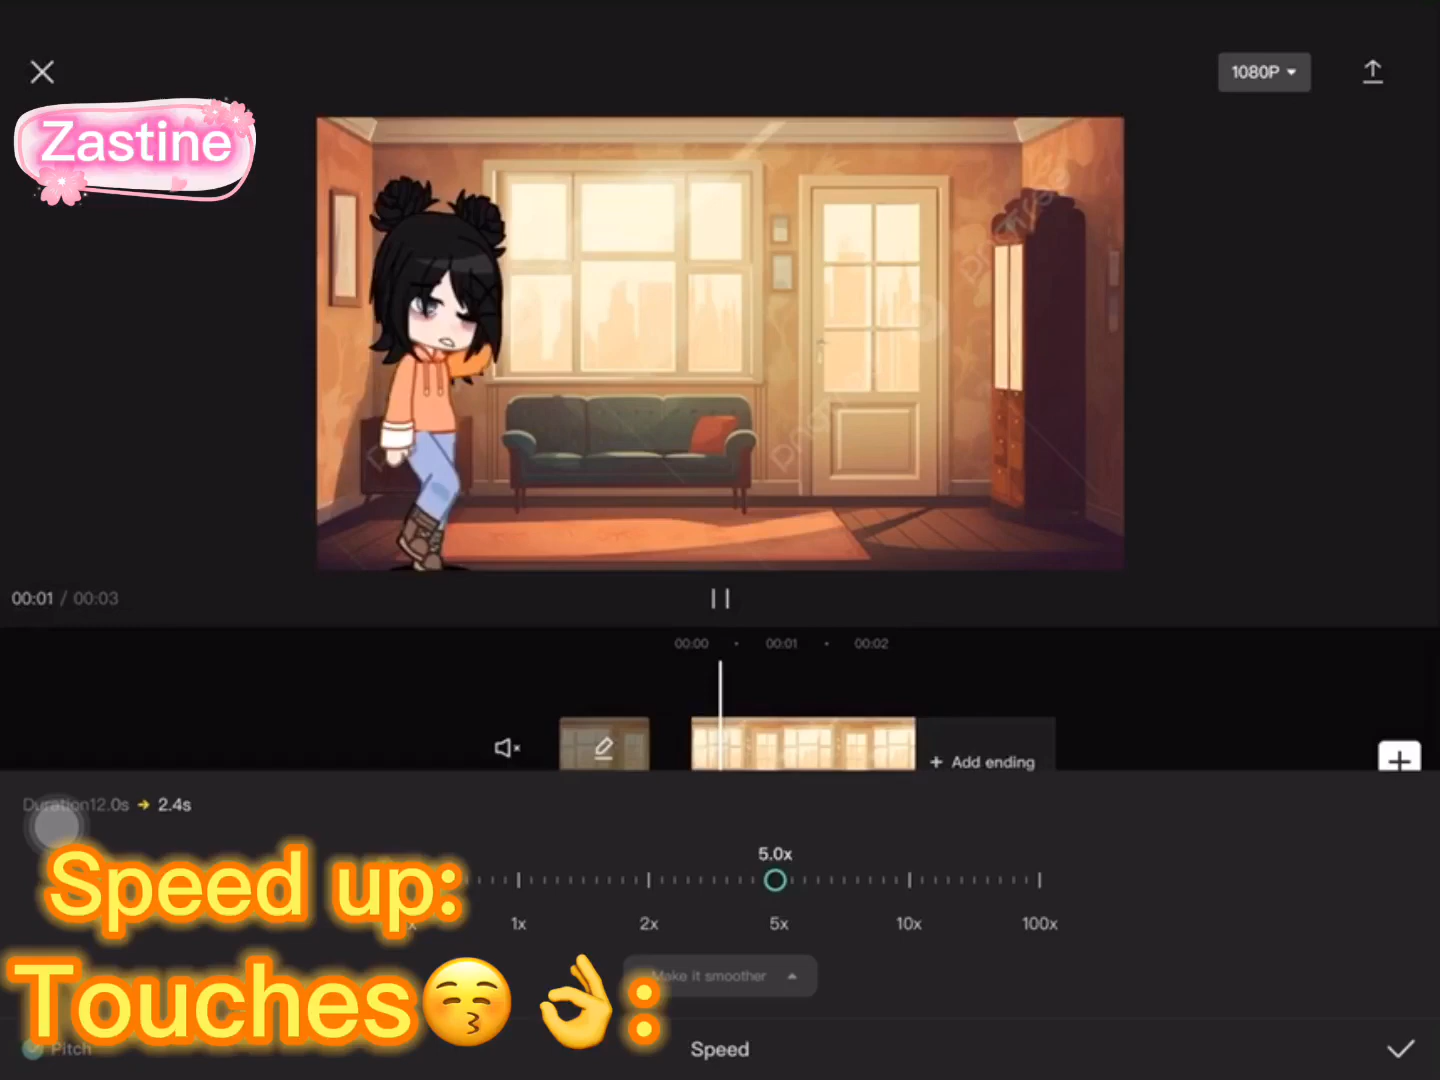 1080P
Zastine
00:01 / 00:03
00:00
00:01
00:02
+ Add ending
Duration12.0s → 2.4s
5.0x
Speed up:
1x
2x
5x
10x
100x
Make it smoother
Touches😚👌:
Pitch
Speed